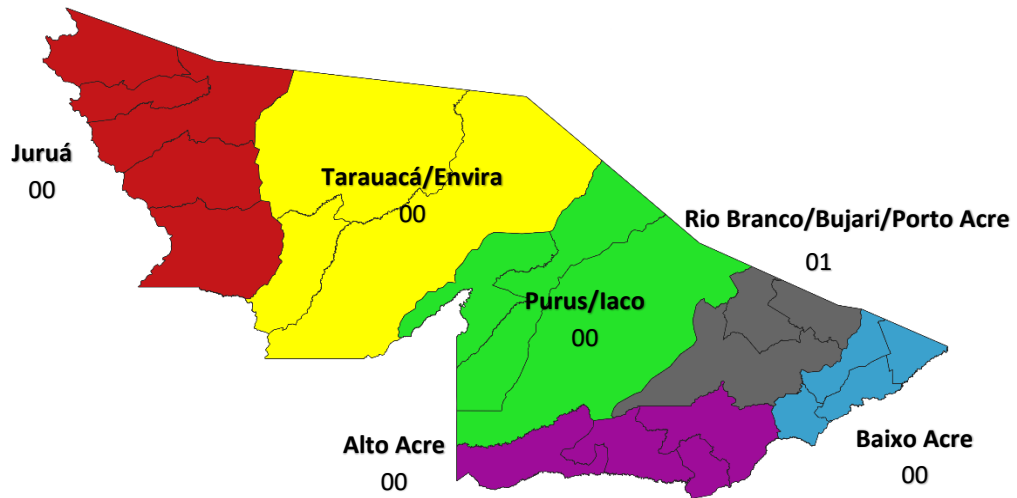 Juruá
00
Tarauacá/Envira
00
Rio Branco/Bujari/Porto Acre
01
Purus/Iaco
00
Alto Acre
00
Baixo Acre
00